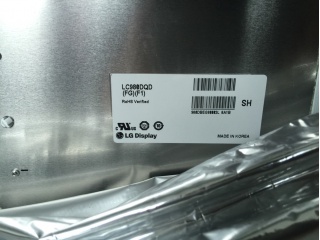 LC980DQD
(FG)(F1)
RoHS Verified
SH
LG Display
MADE IN KOREA